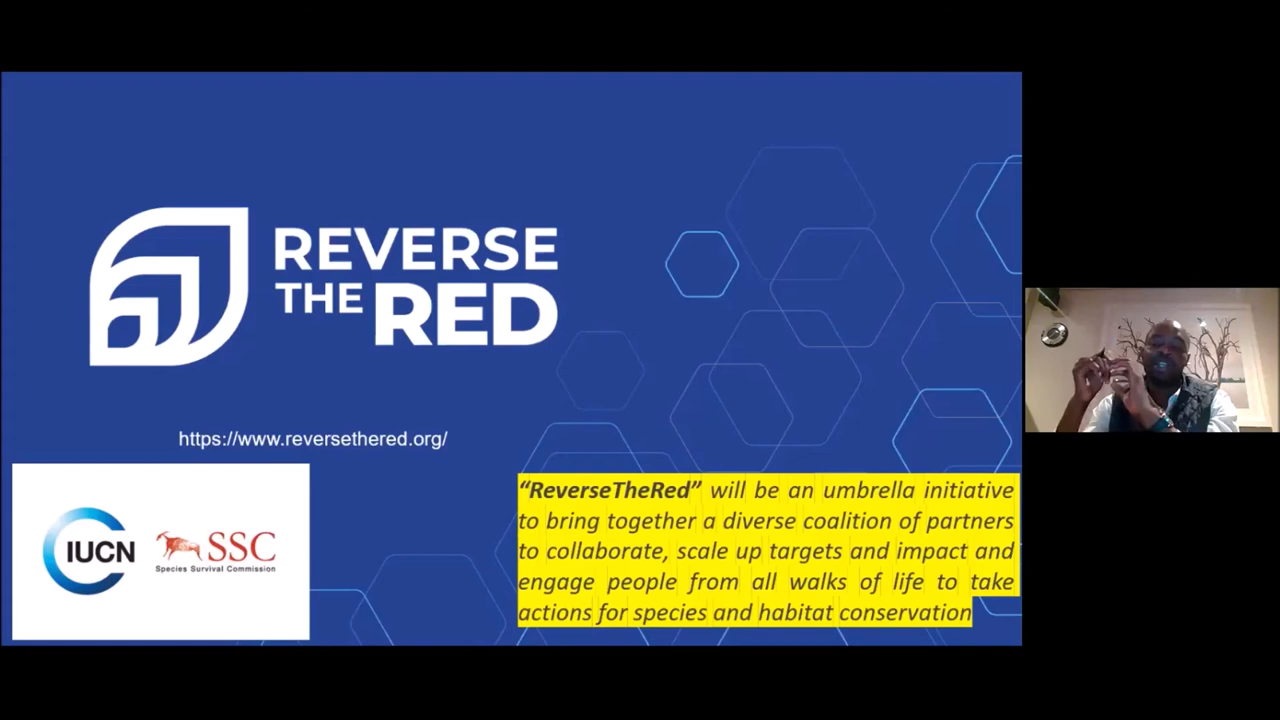 REVERSE
THE RED
https://www.reversethered.org/
IUCN
SSC
Species Survival Commission
“ReverseTheRed” will be an umbrella initiative
to bring together a diverse coalition of partners
to collaborate, scale up targets and impact and
engage people from all walks of life to take
actions for species and habitat conservation